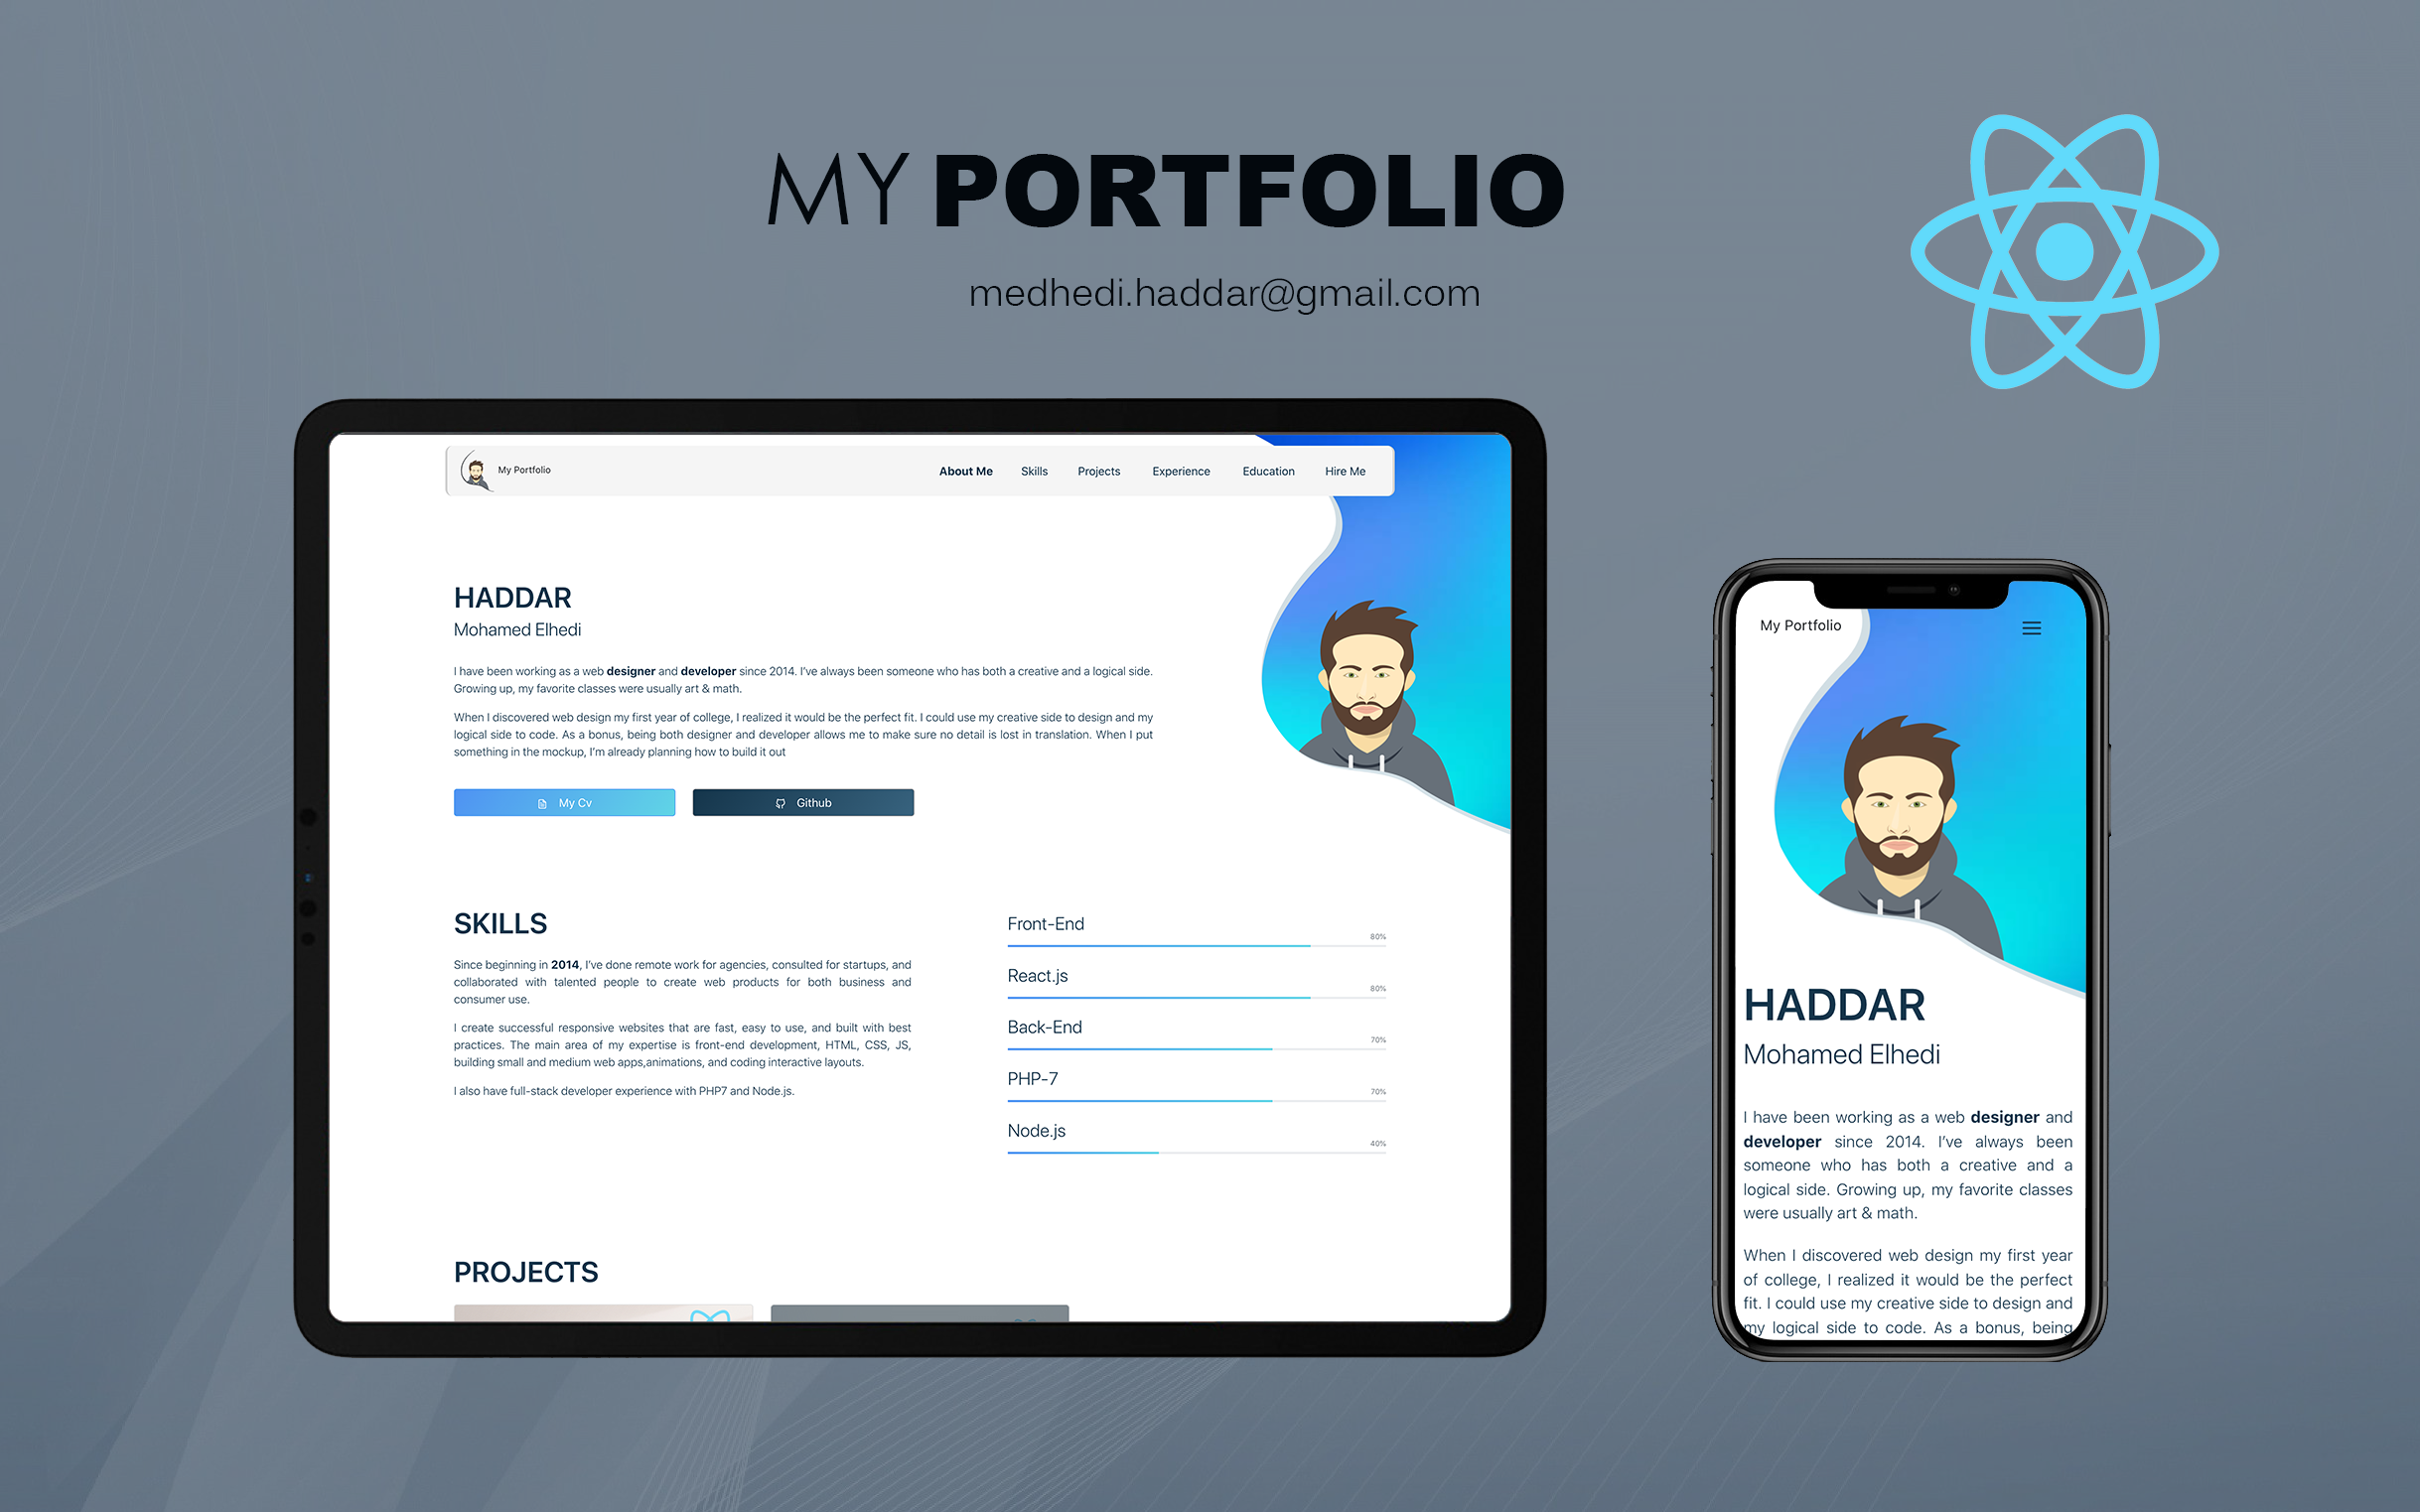 MY PORTFOLIO
medhedi.haddar@gmail.com
My Portfolio
About Me
Skills
Projects
Experience
Education
Hire Me
HADDAR
Mohamed Elhedi
I have been working as a web designer and developer since 2014. I've always been someone who has both a creative and a logical side.
Growing up, my favorite classes were usually art & math.
When I discovered web design my first year of college, I realized it would be the perfect fit. I could use my creative side to design and my
logical side to code. As a bonus, being both designer and developer allows me to make sure no detail is lost in translation. When I put
something in the mockup, I'm already planning how to build it out
My Cv
Github
SKILLS
Since beginning in 2014, I've done remote work for agencies, consulted for startups, and
collaborated with talented people to create web products for both business and
consumer use.
I create successful responsive websites that are fast, easy to use, and built with best
practices. The main area of my expertise is front-end development, HTML, CSS, JS,
building small and medium web apps,animations, and coding interactive layouts.
I also have full-stack developer experience with PHP7 and Node.js.
Front-End
80%
React.js
80%
Back-End
70%
PHP-7
70%
Node.js
40%
PROJECTS
My Portfolio
HADDAR
Mohamed Elhedi
I have been working as a web designer and
developer since 2014. I've always been
someone who has both a creative and a
logical side. Growing up, my favorite classes
were usually art & math.
When I discovered web design my first year
of college, I realized it would be the perfect
fit. I could use my creative side to design and
my logical side to code. As a bonus, being